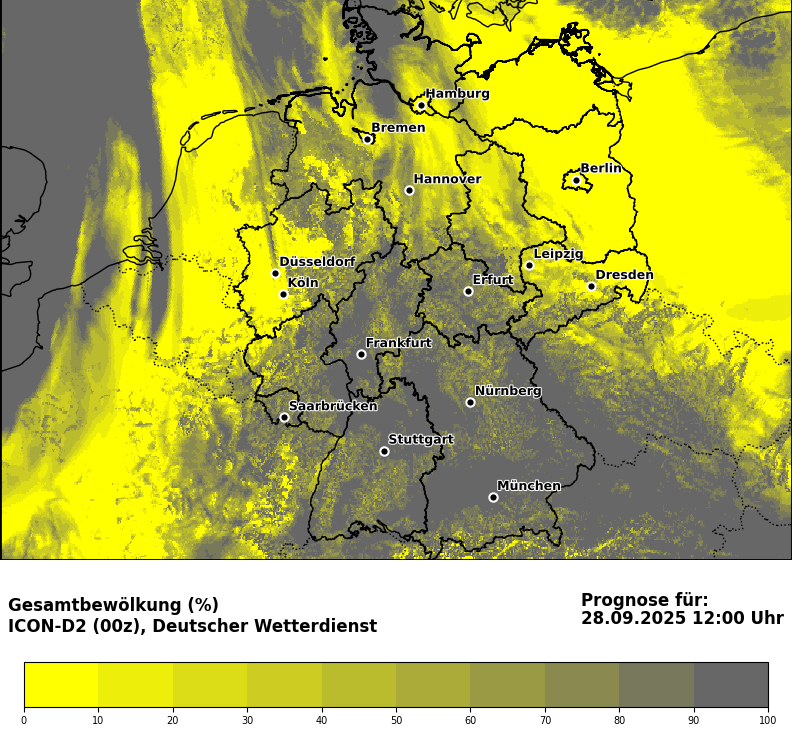 Hamburg
Bremen
Berlin
Hannover
Leipzig
Düsseldorf
Dresden
Köln
Erfurt
Frankfurt
Nürnberg
Saarbrücken
Stuttgart
München
Gesamtbewölkung (%)
ICON-D2 (00z), Deutscher Wetterdienst
Prognose für:
28.09.2025 12:00 Uhr
0 10 20 30 40 50 60 70 80 90 100